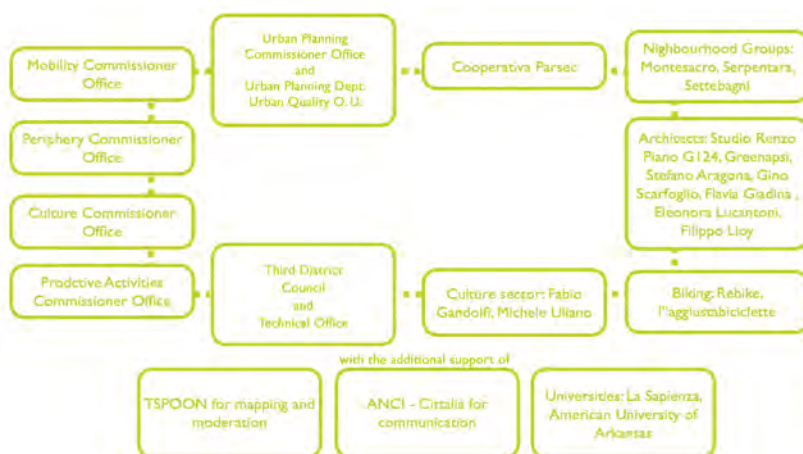 Mobility Commissioner
Office
Urban Planning
Commissioner Office
and
Urban Planning Dept.
Urban Quality O. U.
Cooperativa Parsec
Nighbourhood Groups:
Montesacro, Serpentara,
Settebagni
Periphery Commissioner
Office
Architects: Studio Renzo
Piano G124, Greenapsi,
Stefano Aragona, Gino
Scarfoglio, Flavia Giadina ,
Eleonora Lucantoni,
Filippo Lioy
Culture Commissioner
Office
Prodctive Activities
Commissioner Office
Third District
Council
and
Technical Office
Culture sector: Fabio
Gandolfi, Michele Uliano
Biking: Rebike,
l''aggiustabiciclette
with the additional support of
TSPOON for mapping and
moderation
ANCI - Cittalia for
communication
Universities: La Sapienza,
American University of
Arkansas